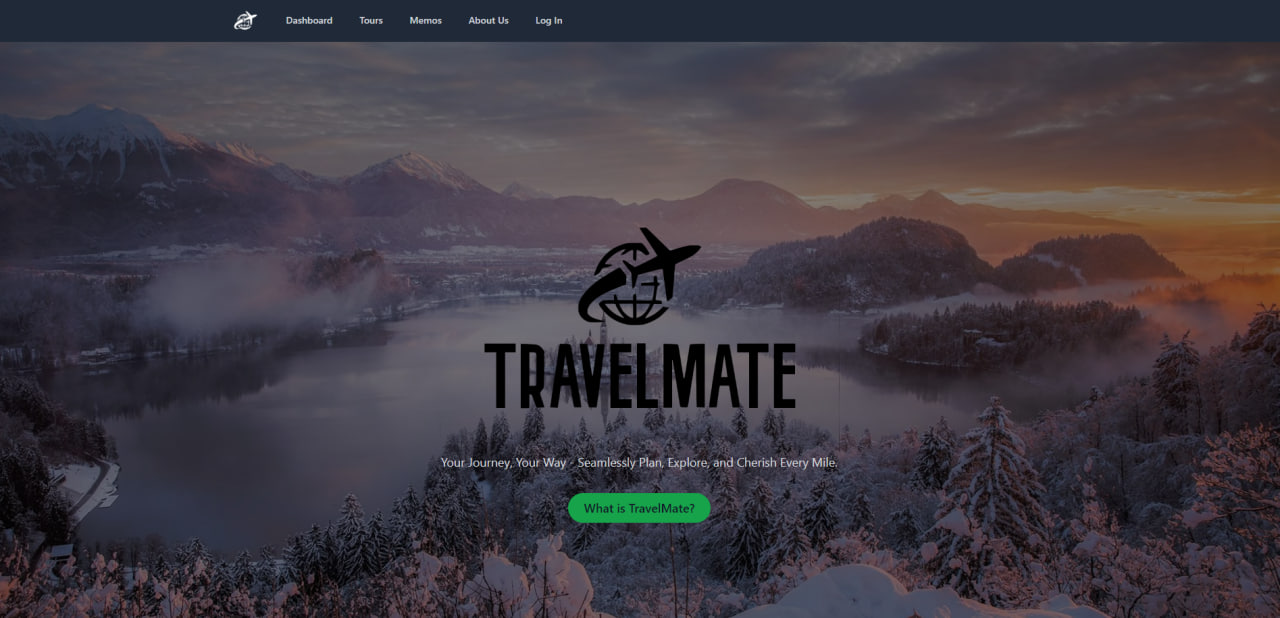 Dashboard Tours Memos About Us Log In
TRAVELMATE
Your Journey, Your Way - Seamlessly Plan, Explore, and Cherish Every Mile.
What is TravelMate?